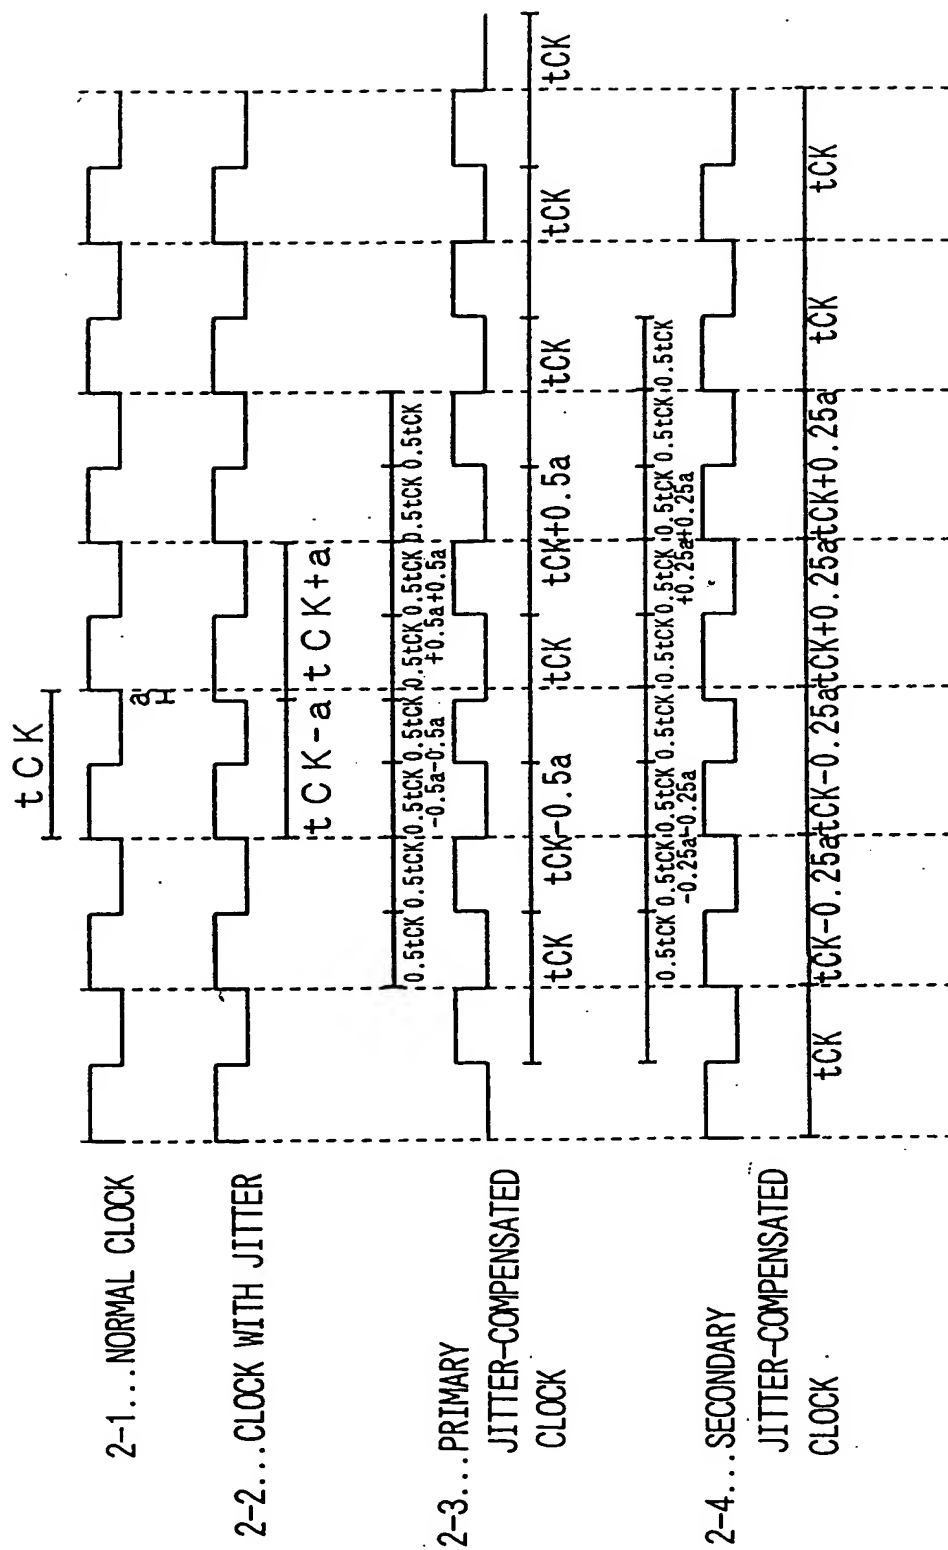 tCK
2-1...NORMAL CLOCK
a
2-2...CLOCK WITH JITTER
tCK-a tCK+a
0.5tCK 0.5tCK 0.5tCK 0.5tCK 0.5tCK 0.5tCK 0.5tCK 0.5tCK
-0.5a-0.5a +0.5a+0.5a
2-3...PRIMARY
JITTER-COMPENSATED
CLOCK
tCK tCK-0.5a tCK tCK+0.5a tCK tCK tCK
0.5tCK 0.5tCK 0.5tCK 0.5tCK 0.5tCK 0.5tCK 0.5tCK 0.5tCK 0.5tCK
-0.25a-0.25a +0.25a+0.25a
2-4...SECONDARY
JITTER-COMPENSATED
CLOCK
tCK tCK-0.25a tCK-0.25a tCK+0.25a tCK+0.25a tCK tCK